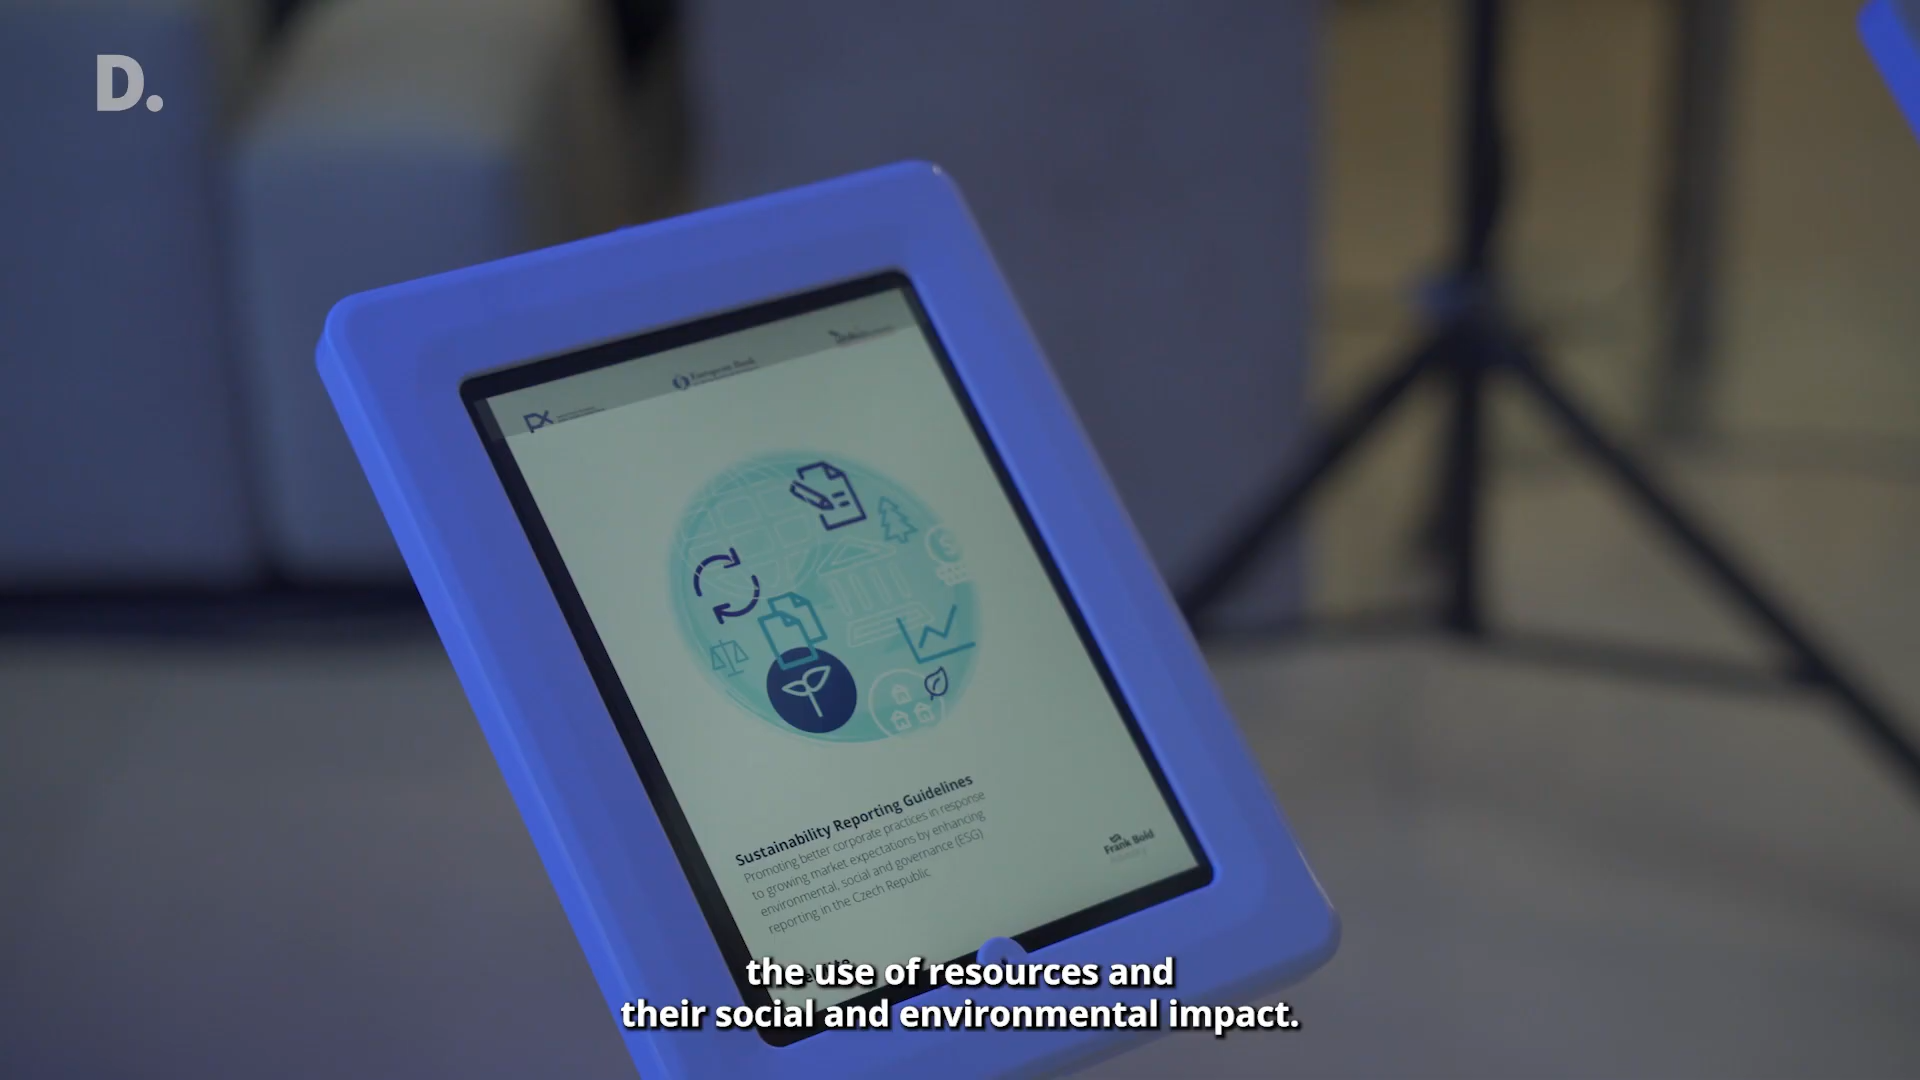 D.
PX
European Bank
Sustainability Reporting Guidelines
Promoting better corporate practices in response
to growing market expectations by enhancing
environmental, social and governance (ESG)
reporting in the Czech Republic
Frank Bold
the use of resources and
their social and environmental impact.